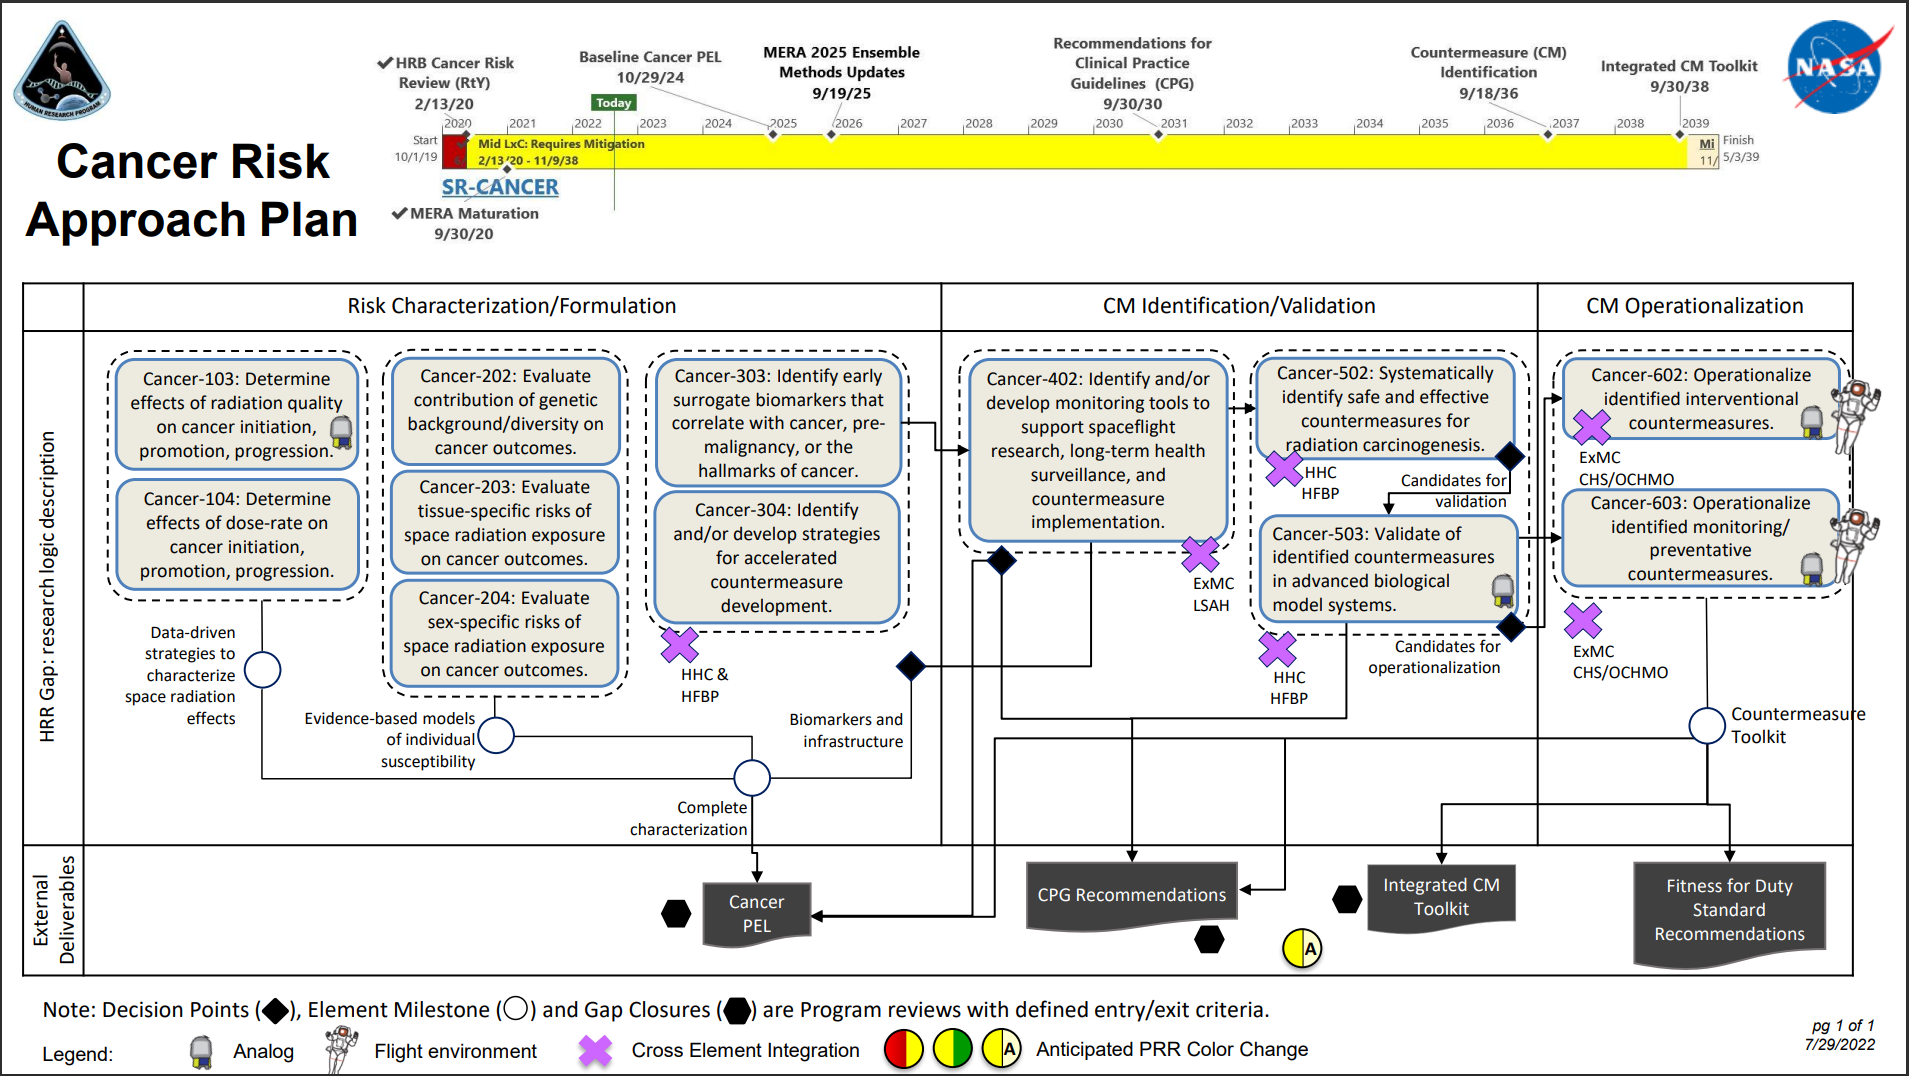 HUMAN RESEARCH PROGRAM
Cancer Risk
Approach Plan
HRB Cancer Risk
Review (RtY)
2/13/20
Baseline Cancer PEL
10/29/24
MERA 2025 Ensemble
Methods Updates
9/19/25
Recommendations for
Clinical Practice
Guidelines (CPG)
9/30/30
Countermeasure (CM)
Identification
9/18/36
Integrated CM Toolkit
9/30/38
NASA
Today
2020 2021 2022 2023 2024 2025 2026 2027 2028 2029 2030 2031 2032 2033 2034 2035 2036 2037 2038 2039
Start
10/1/19
Mid LxC: Requires Mitigation
2/13/20 - 11/9/38
Mi
11/
Finish
5/3/39
SR-CANCER
MERA Maturation
9/30/20
Risk Characterization/Formulation
CM Identification/Validation
CM Operationalization
HRR Gap: research logic description
Cancer-103: Determine
effects of radiation quality
on cancer initiation,
promotion, progression.
Cancer-104: Determine
effects of dose-rate on
cancer initiation,
promotion, progression.
Data-driven
strategies to
characterize
space radiation
effects
Cancer-202: Evaluate
contribution of genetic
background/diversity on
cancer outcomes.
Cancer-203: Evaluate
tissue-specific risks of
space radiation exposure
on cancer outcomes.
Cancer-204: Evaluate
sex-specific risks of
space radiation exposure
on cancer outcomes.
Evidence-based models
of individual
susceptibility
Cancer-303: Identify early
surrogate biomarkers that
correlate with cancer, pre-
malignancy, or the
hallmarks of cancer.
Cancer-304: Identify
and/or develop strategies
for accelerated
countermeasure
development.
HHC &
HFBP
Biomarkers and
infrastructure
Complete
characterization
Cancer-402: Identify and/or
develop monitoring tools to
support spaceflight
research, long-term health
surveillance, and
countermeasure
implementation.
ExMC
LSAH
Cancer-502: Systematically
identify safe and effective
countermeasures for
radiation carcinogenesis.
HHC
HFBP
Candidates for
validation
Cancer-503: Validate of
identified countermeasures
in advanced biological
model systems.
HHC
HFBP
Candidates for
operationalization
Cancer-602: Operationalize
identified interventional
countermeasures.
ExMC
CHS/OCHMO
Cancer-603: Operationalize
identified monitoring/
preventative
countermeasures.
ExMC
CHS/OCHMO
Countermeasure
Toolkit
External
Deliverables
Cancer
PEL
CPG Recommendations
A
Integrated CM
Toolkit
Fitness for Duty
Standard
Recommendations
Note: Decision Points (◆), Element Milestone (○) and Gap Closures (⬢) are Program reviews with defined entry/exit criteria.
Legend:
Analog
Flight environment
Cross Element Integration
A
Anticipated PRR Color Change
pg 1 of 1
7/29/2022